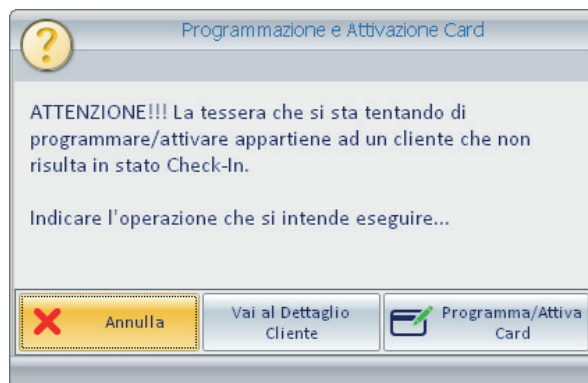 Programmazione e Attivazione Card
ATTENZIONE!!! La tessera che si sta tentando di
programmare/attivare appartiene ad un cliente che non
risulta in stato Check-In.
Indicare l'operazione che si intende eseguire...
Annulla
Vai al Dettaglio
Cliente
Programma/Attiva
Card